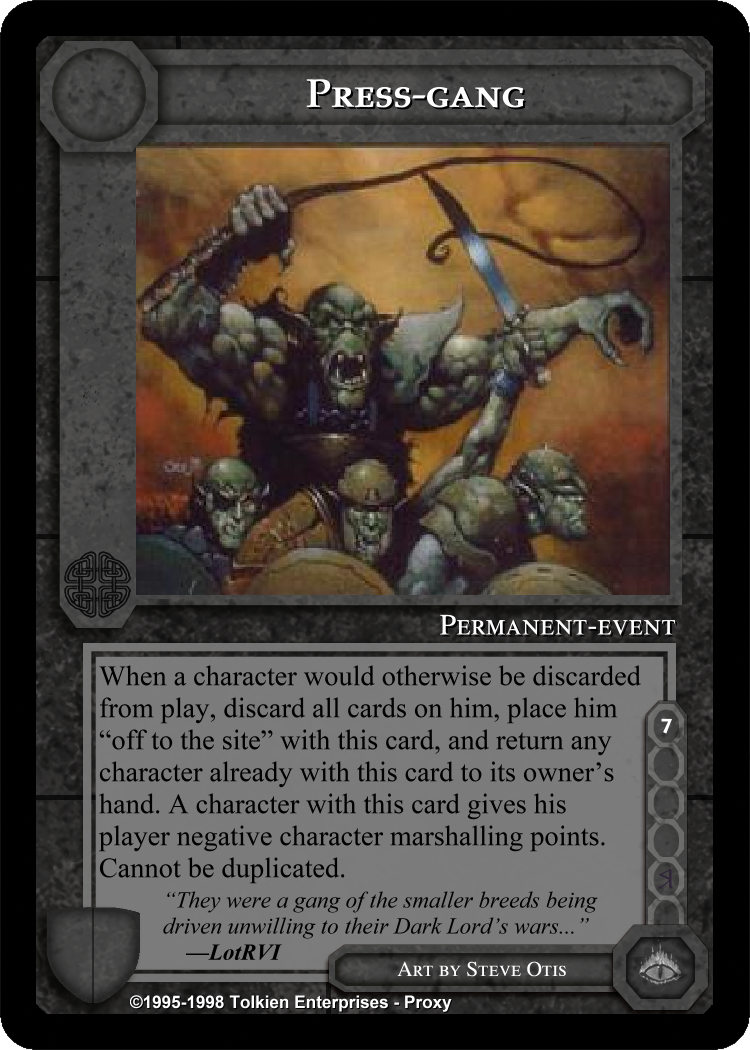 PRESS-GANG
PERMANENT-EVENT
When a character would otherwise be discarded
from play, discard all cards on him, place him
“off to the site” with this card, and return any
character already with this card to its owner’s
hand. A character with this card gives his
player negative character marshalling points.
Cannot be duplicated.
7
“They were a gang of the smaller breeds being
driven unwilling to their Dark Lord’s wars...”
—LotRVI
ART BY STEVE OTIS
©1995-1998 Tolkien Enterprises - Proxy